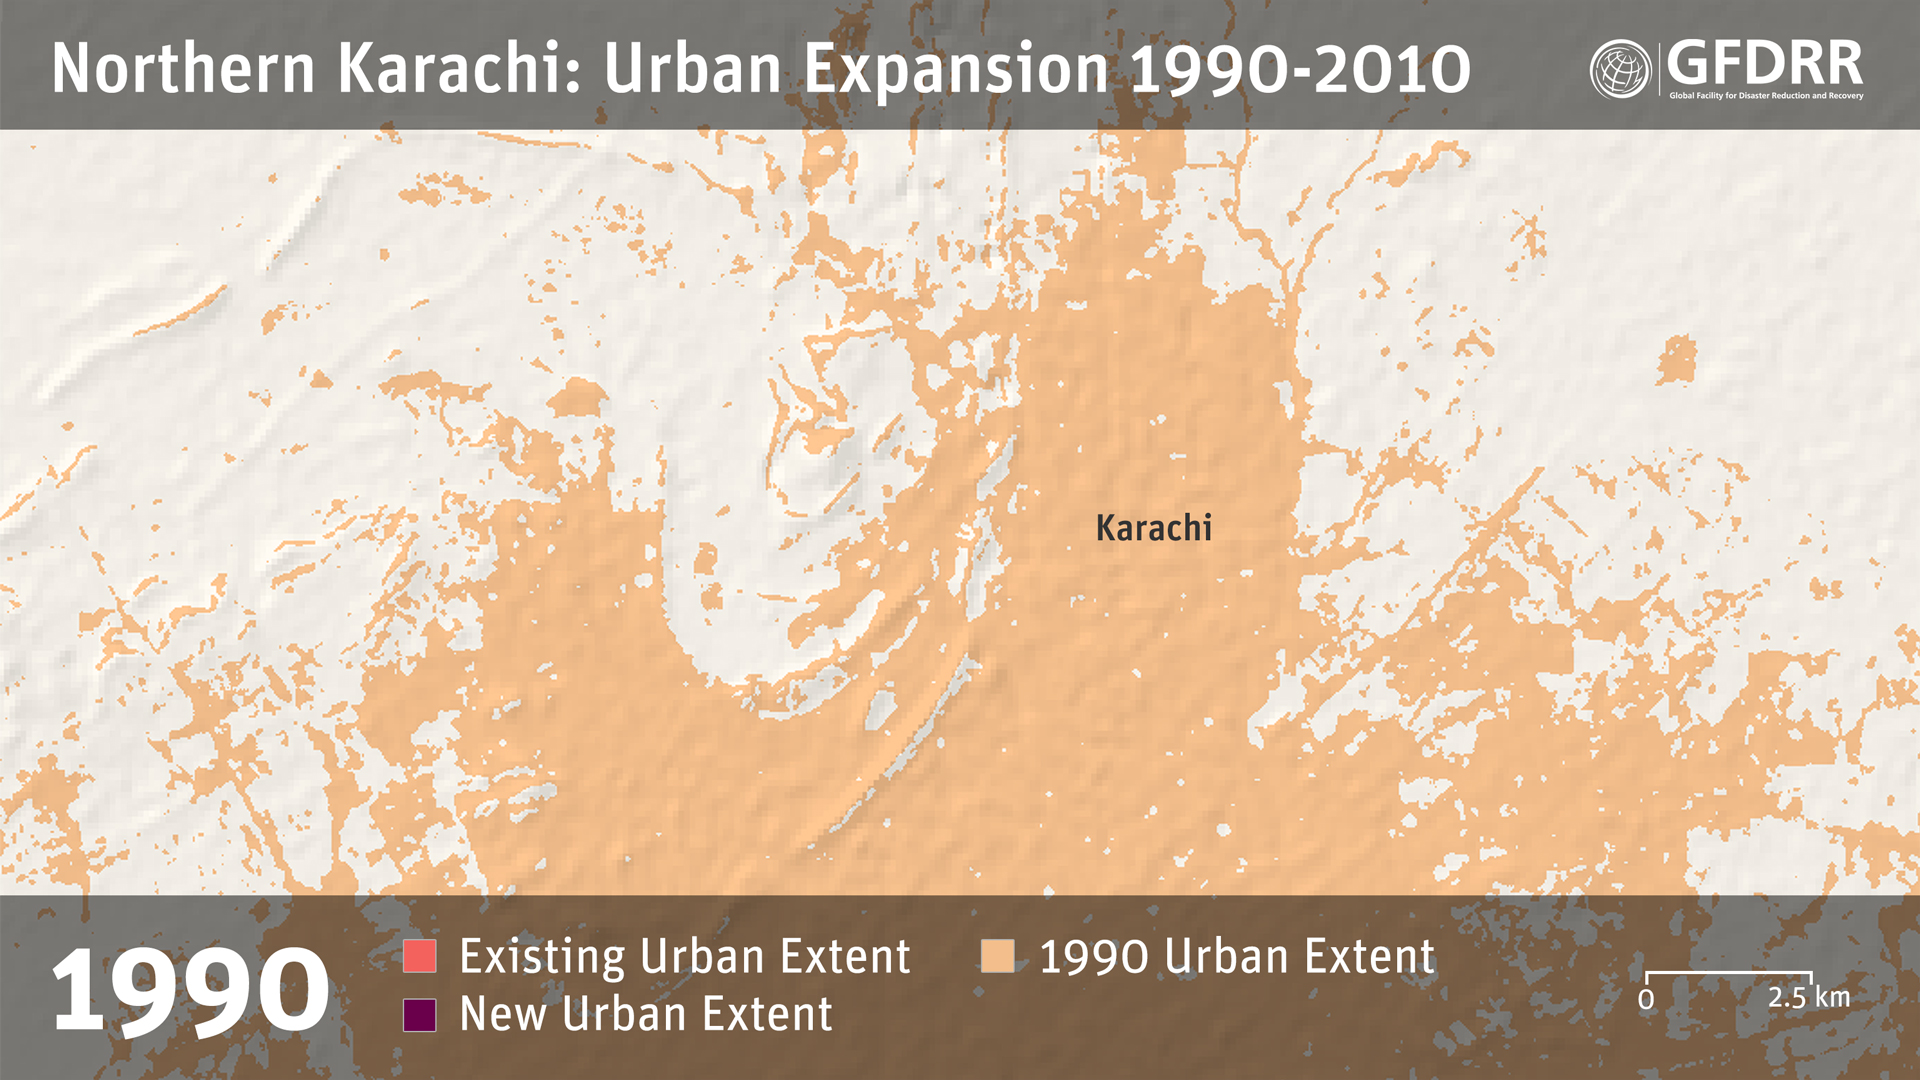 Northern Karachi: Urban Expansion 1990-2010
GFDRR
Global Facility for Disaster Reduction and Recovery
Karachi
1990
Existing Urban Extent
1990 Urban Extent
New Urban Extent
0
2.5 km